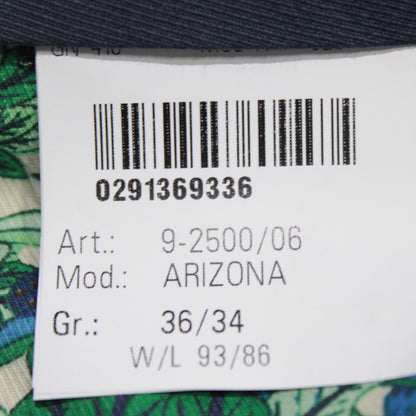 0291369336
Art.: 9-2500/06
Mod.: ARIZONA
Gr.: 36/34
W/L 93/86